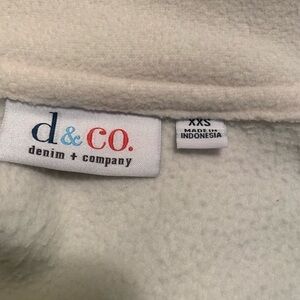 d&co.
denim + company
XXS
MADE IN
INDONESIA